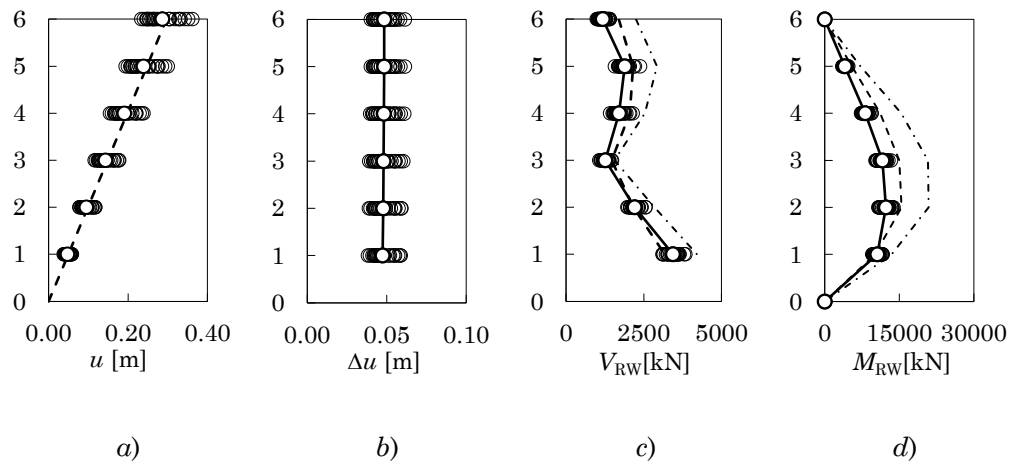 6 6 6 6
5 5 5 5
4 4 4 4
3 3 3 3
2 2 2 2
1 1 1 1
0 0 0 0
0.00 0.20 0.40 0.00 0.05 0.10 0 2500 5000 0 15000 30000
u [m] Δu [m] V_RW[kN] M_RW[kN]
a) b) c) d)